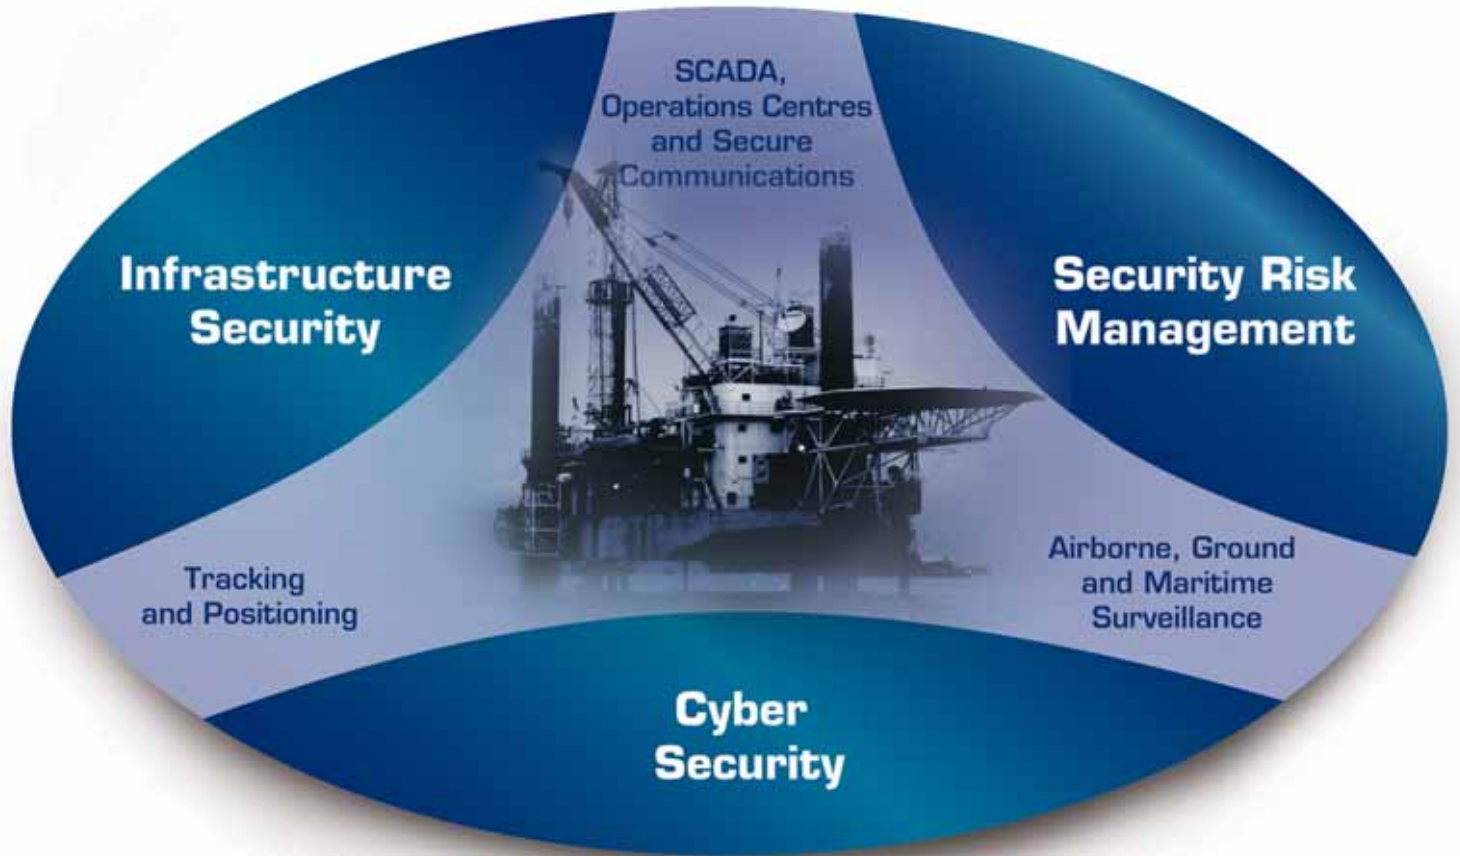 SCADA,
Operations Centres
and Secure
Communications
Infrastructure
Security
Security Risk
Management
Tracking
and Positioning
Airborne, Ground
and Maritime
Surveillance
Cyber
Security